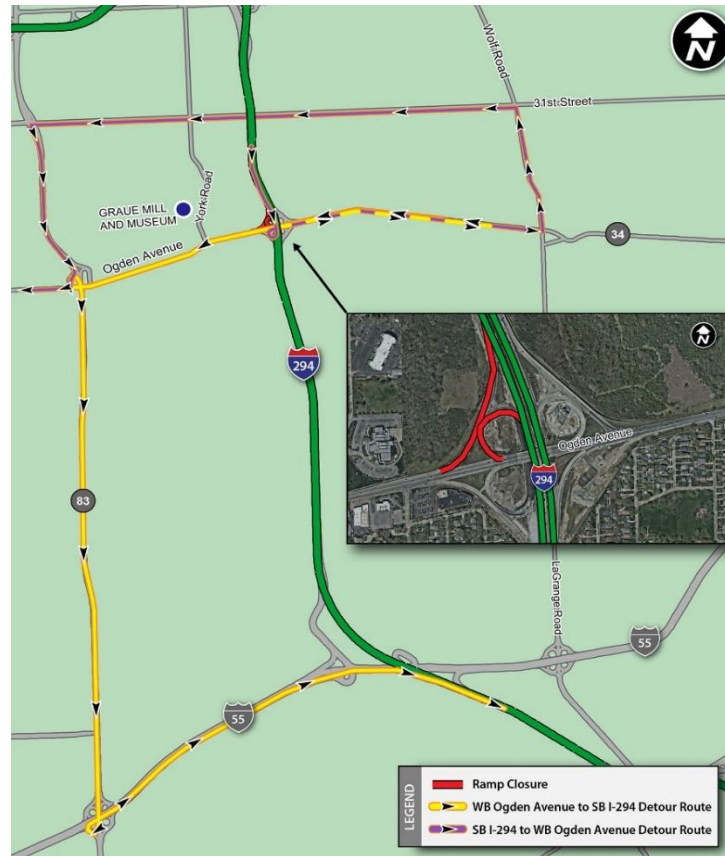 N
Wolf Road
31st Street
GRAUE MILL
AND MUSEUM
York Road
Ogden Avenue
34
294
N
Ogden Avenue
294
83
LaGrange Road
55
55
LEGEND
Ramp Closure
WB Ogden Avenue to SB I-294 Detour Route
SB I-294 to WB Ogden Avenue Detour Route